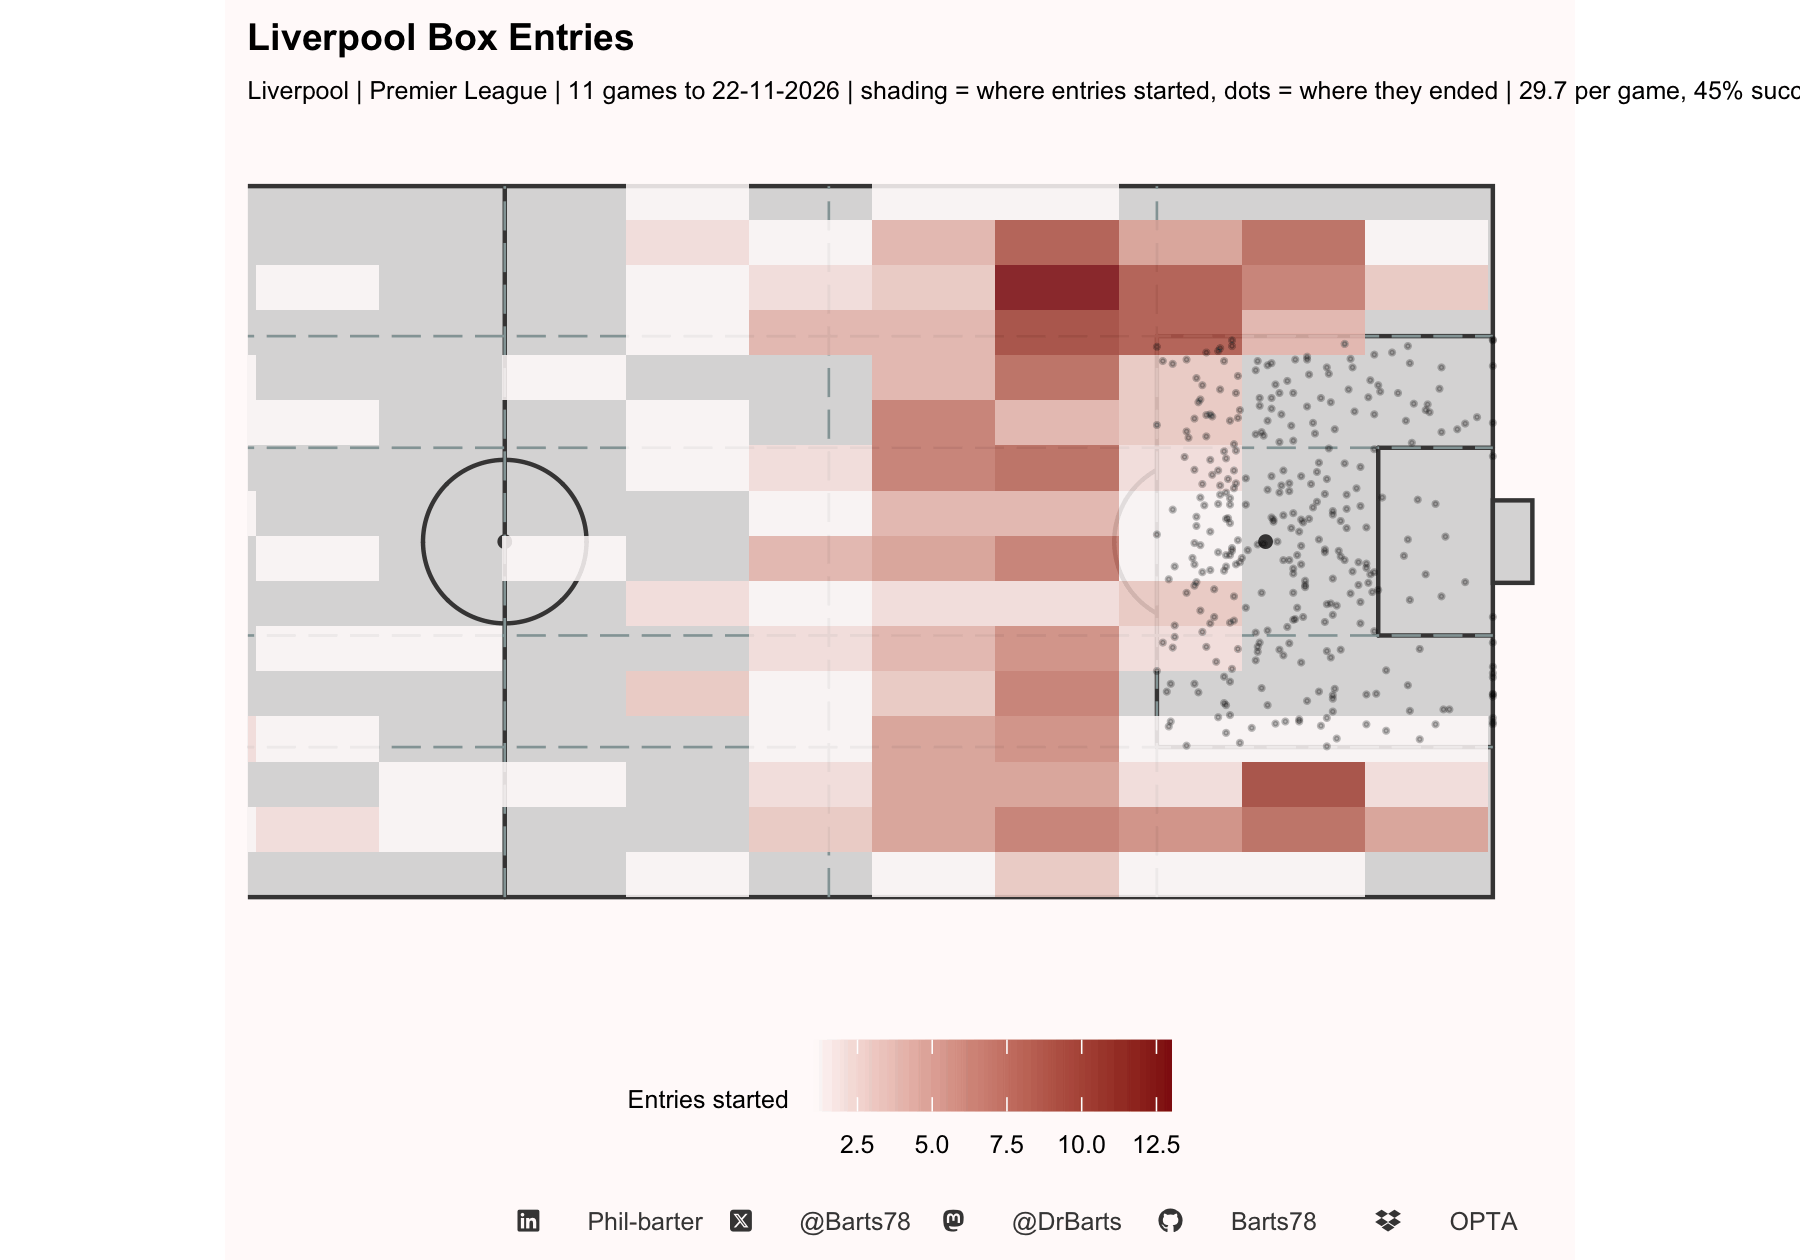 Liverpool Box Entries
Liverpool | Premier League | 11 games to 22-11-2026 | shading = where entries started, dots = where they ended | 29.7 per game, 45% succ
Entries started
2.5 5.0 7.5 10.0 12.5
Phil-barter @Barts78 @DrBarts Barts78 OPTA